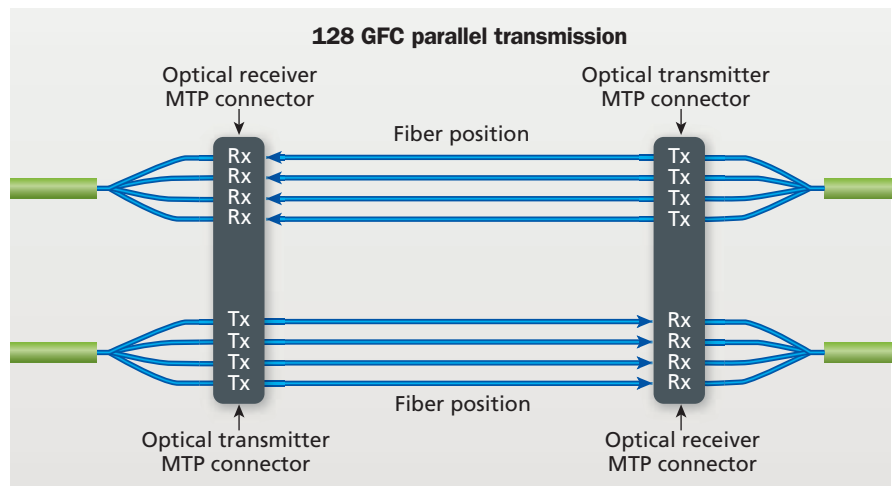 128 GFC parallel transmission
Optical receiver
MTP connector
Optical transmitter
MTP connector
Fiber position
Rx
Rx
Rx
Rx
Tx
Tx
Tx
Tx
Tx
Tx
Tx
Tx
Rx
Rx
Rx
Rx
Fiber position
Optical transmitter
MTP connector
Optical receiver
MTP connector